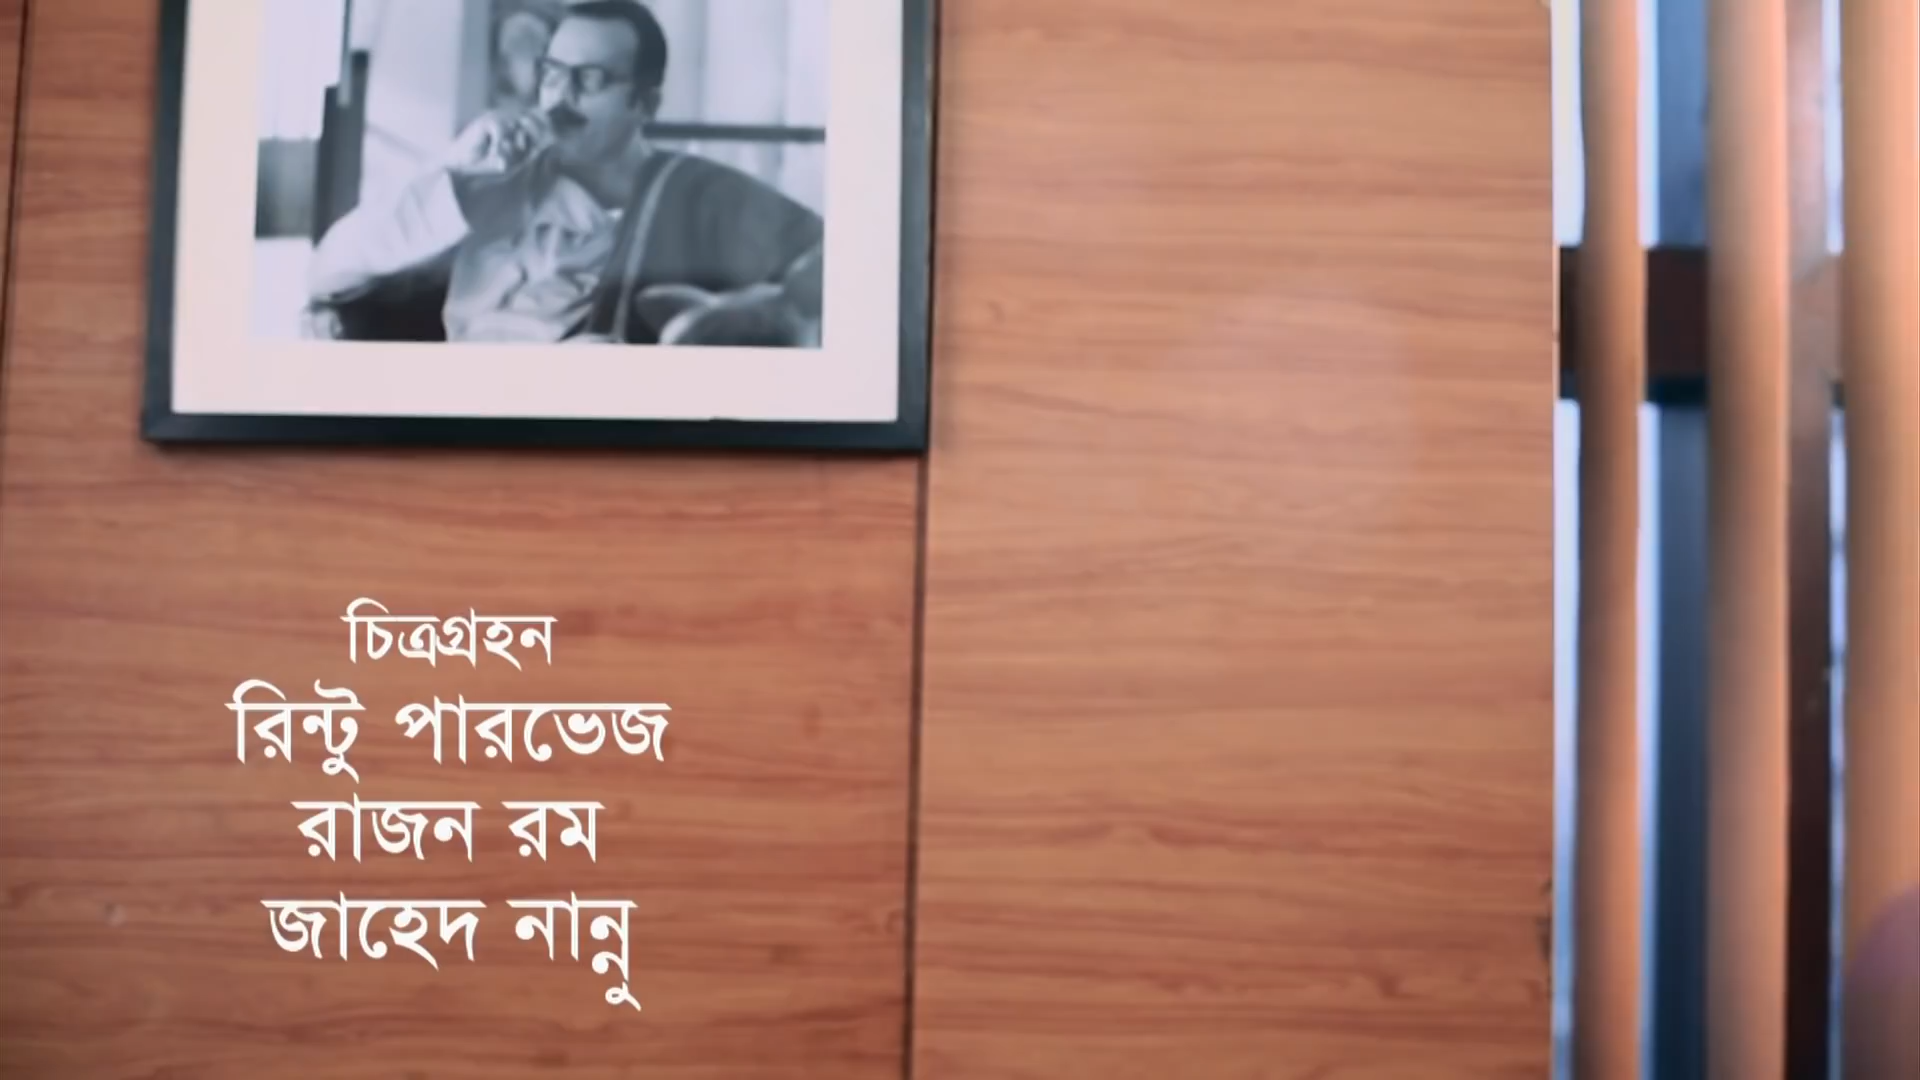 চিত্রগ্রহন
রিন্টু পারভেজ
রাজন রম
জাহেদ নান্নু